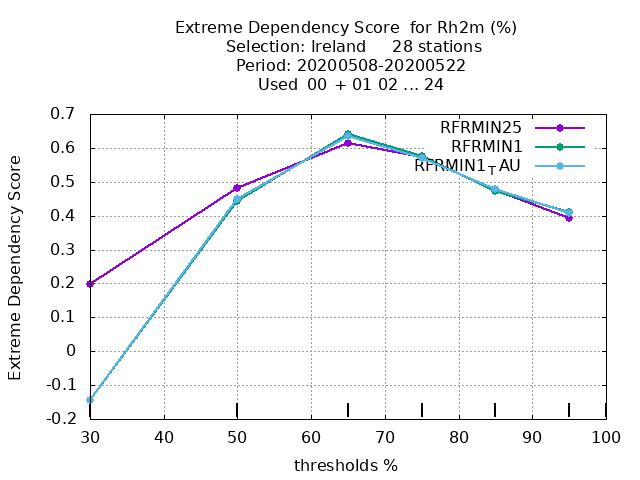 Extreme Dependency Score  for Rh2m (%)
Selection: Ireland     28 stations
Period: 20200508-20200522
Used  00 + 01 02 ... 24
RFRMIN25
RFRMIN1
RFRMIN1TAU
Extreme Dependency Score
0.7
0.6
0.5
0.4
0.3
0.2
0.1
0
-0.1
-0.2
30 40 50 60 70 80 90 100
thresholds %